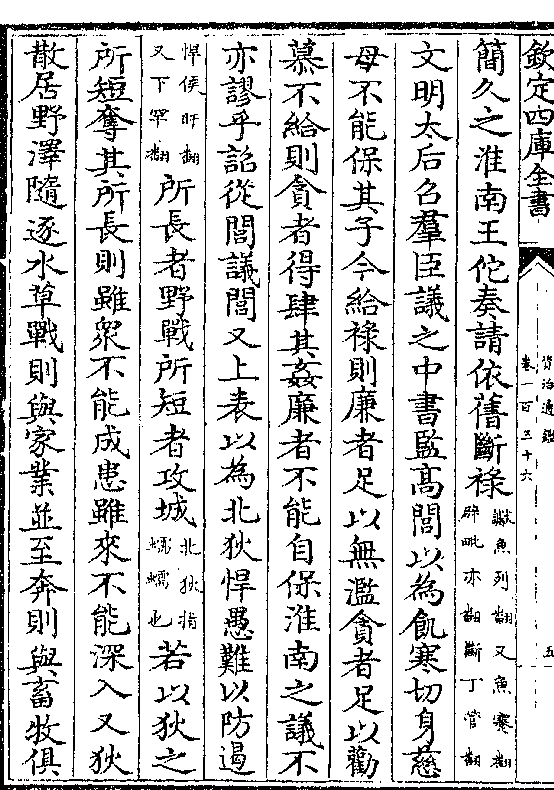 欽定四庫全書
資治通鑑
卷一百三十六
五
簡久之淮南王佗奏請依舊斷祿讞魚列翻又魚蹇翻辟毗亦翻斷丁管翻
文明太后召羣臣議之中書監高閭以為飢寒切身慈
母不能保其子今給祿則廉者足以無濫貪者足以勸
慕不給則貪者得肆其姦廉者不能自保淮南之議不
亦謬乎詔從閭議閭又上表以為北狄悍愚難以防遏
悍侯旰翻又下罕翻所長者野戰所短者攻城北狄指蠕蠕也若以狄之
所短奪其所長則雖衆不能成患雖來不能深入又狄
散居野澤隨逐水草戰則與家業並至奔則與畜牧俱